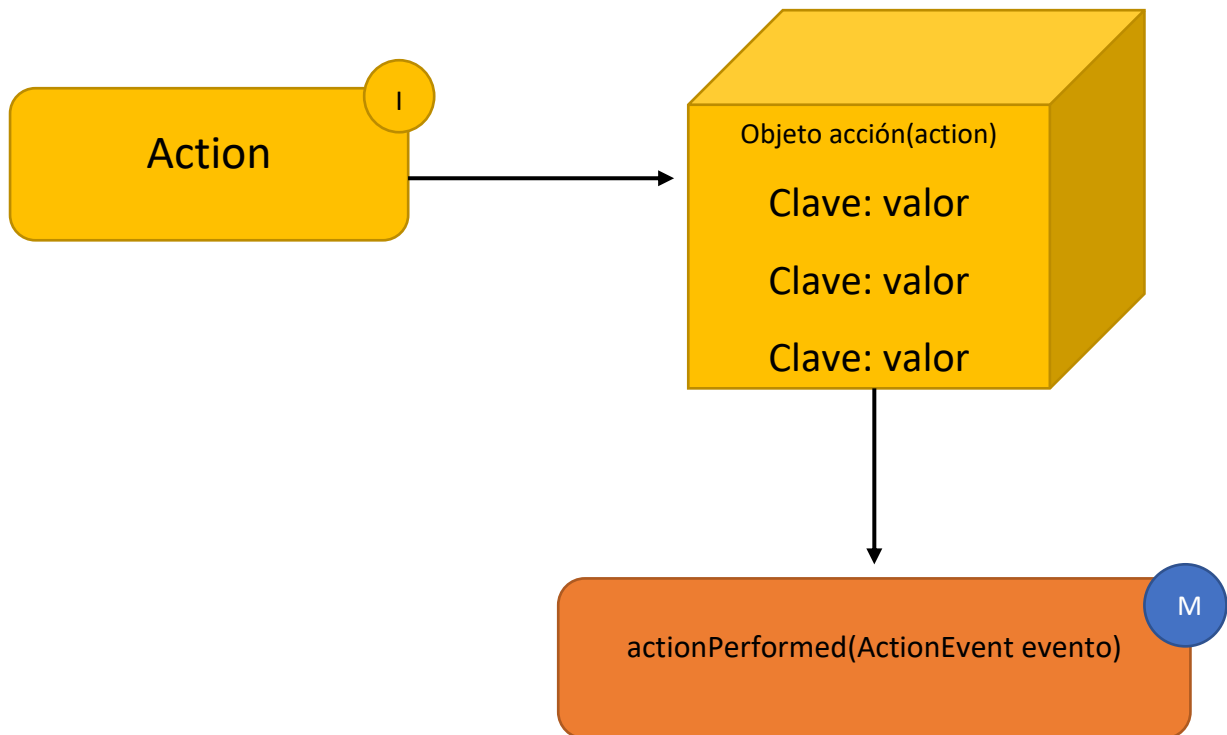 I
Action
Objeto acción(action)
Clave: valor
Clave: valor
Clave: valor
M
actionPerformed(ActionEvent evento)